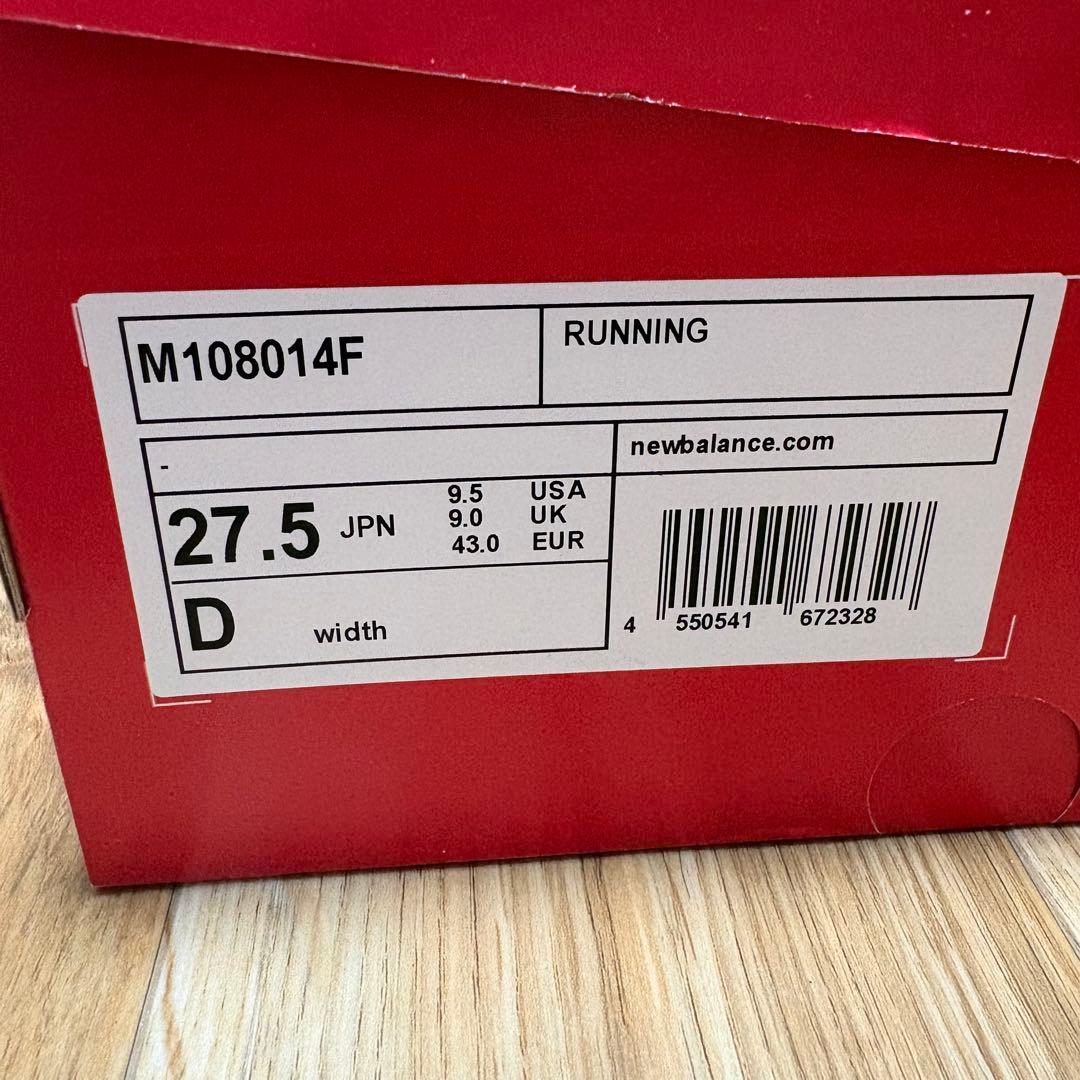 M108014F
RUNNING
-
newbalance.com
27.5 JPN
9.5 USA
9.0 UK
43.0 EUR
D width
4 550541 672328